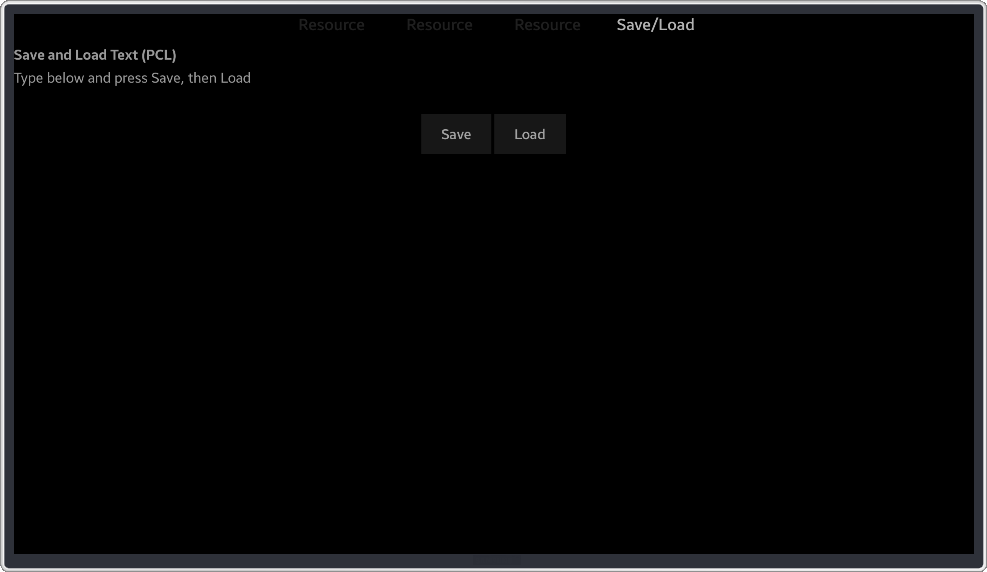 Resource Resource Resource Save/Load
Save and Load Text (PCL)
Type below and press Save, then Load
Save Load